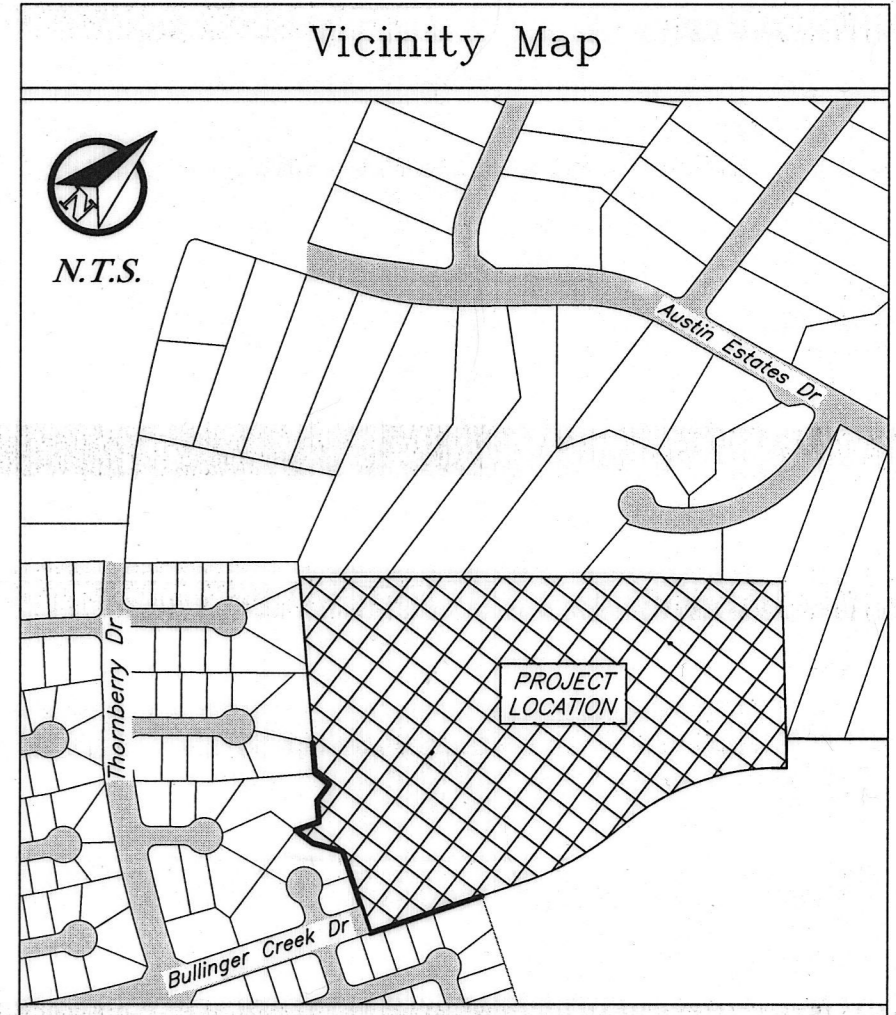 Vicinity Map
N
N.T.S.
Austin Estates Dr
PROJECT
LOCATION
Thornberry Dr
Bullinger Creek Dr